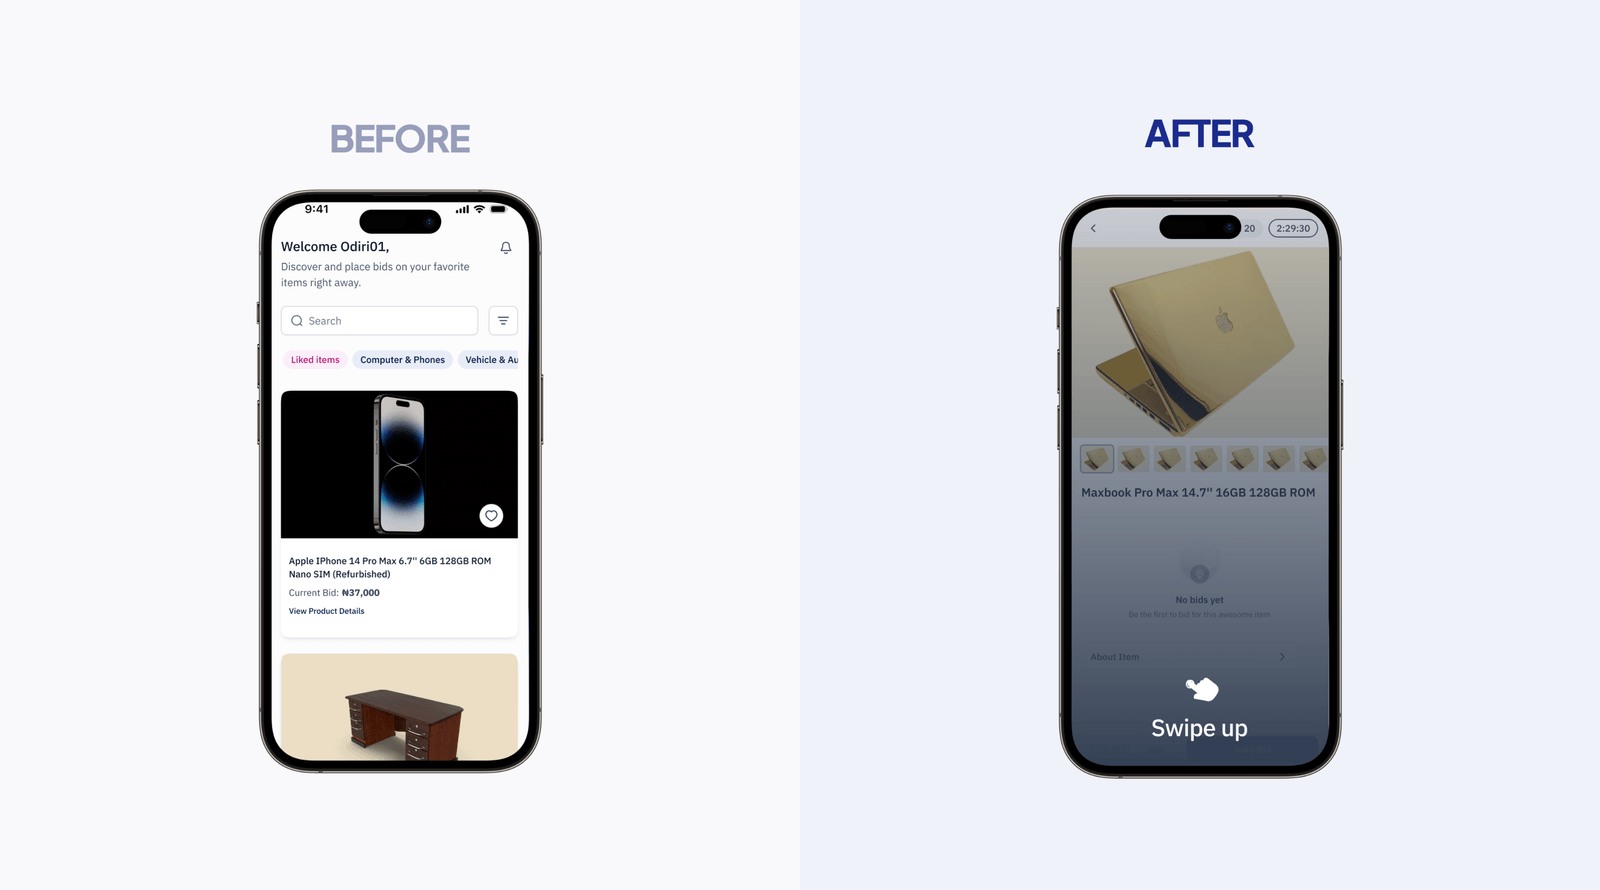 BEFORE
9:41
Welcome Odiri01,
Discover and place bids on your favorite
items right away.
Search
Liked items
Computer & Phones
Vehicle & Au
Apple IPhone 14 Pro Max 6.7'' 6GB 128GB ROM
Nano SIM (Refurbished)
Current Bid: ₦37,000
View Product Details
AFTER
20
2:29:30
Maxbook Pro Max 14.7'' 16GB 128GB ROM
No bids yet
Be the first to bid for this awesome item
About Item
Swipe up